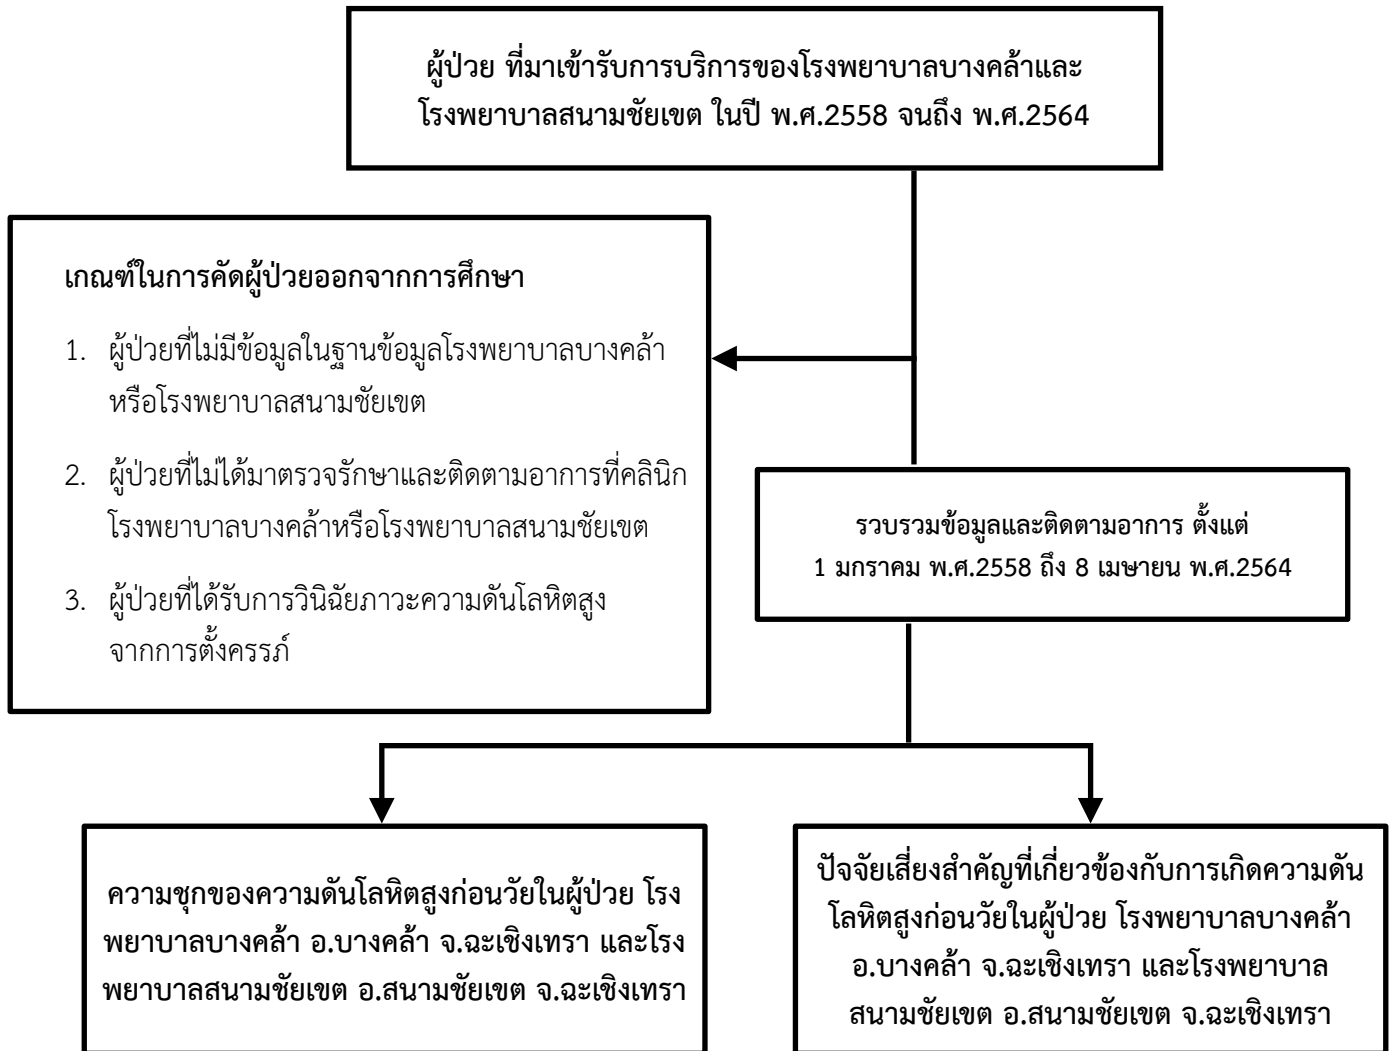 ผู้ป่วย ที่มาเข้ารับการบริการของโรงพยาบาลบางคล้าและ
โรงพยาบาลสนามชัยเขต ในปี พ.ศ.2558 จนถึง พ.ศ.2564
เกณฑ์ในการคัดผู้ป่วยออกจากการศึกษา
1. ผู้ป่วยที่ไม่มีข้อมูลในฐานข้อมูลโรงพยาบาลบางคล้า
หรือโรงพยาบาลสนามชัยเขต
2. ผู้ป่วยที่ไม่ได้มาตรวจรักษาและติดตามอาการที่คลินิก
โรงพยาบาลบางคล้าหรือโรงพยาบาลสนามชัยเขต
3. ผู้ป่วยที่ได้รับการวินิฉัยภาวะความดันโลหิตสูง
จากการตั้งครรภ์
รวบรวมข้อมูลและติดตามอาการ ตั้งแต่
1 มกราคม พ.ศ.2558 ถึง 8 เมษายน พ.ศ.2564
ความชุกของความดันโลหิตสูงก่อนวัยในผู้ป่วย โรง
พยาบาลบางคล้า อ.บางคล้า จ.ฉะเชิงเทรา และโรง
พยาบาลสนามชัยเขต อ.สนามชัยเขต จ.ฉะเชิงเทรา
ปัจจัยเสี่ยงสำคัญที่เกี่ยวข้องกับการเกิดความดัน
โลหิตสูงก่อนวัยในผู้ป่วย โรงพยาบาลบางคล้า
อ.บางคล้า จ.ฉะเชิงเทรา และโรงพยาบาล
สนามชัยเขต อ.สนามชัยเขต จ.ฉะเชิงเทรา